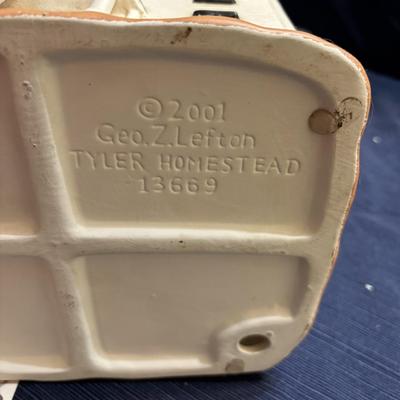 ©2001
Geo.Z.Lefton
TYLER HOMESTEAD
13669